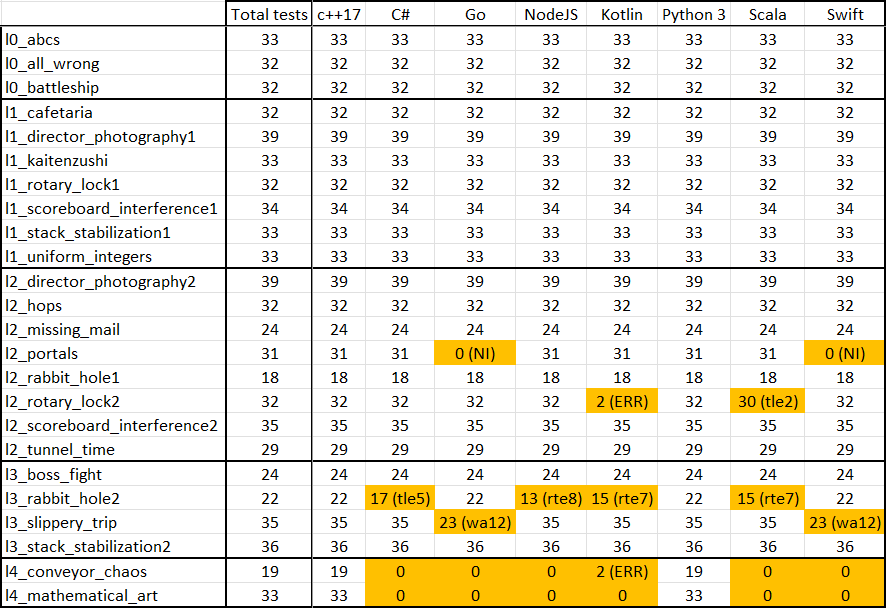 Total tests c++17 C# Go NodeJS Kotlin Python 3 Scala Swift
l0_abcs 33 33 33 33 33 33 33 33 33
l0_all_wrong 32 32 32 32 32 32 32 32 32
l0_battleship 32 32 32 32 32 32 32 32 32
l1_cafetaria 32 32 32 32 32 32 32 32 32
l1_director_photography1 39 39 39 39 39 39 39 39 39
l1_kaitenzushi 33 33 33 33 33 33 33 33 33
l1_rotary_lock1 32 32 32 32 32 32 32 32 32
l1_scoreboard_interference1 34 34 34 34 34 34 34 34 34
l1_stack_stabilization1 33 33 33 33 33 33 33 33 33
l1_uniform_integers 33 33 33 33 33 33 33 33 33
l2_director_photography2 39 39 39 39 39 39 39 39 39
l2_hops 32 32 32 32 32 32 32 32 32
l2_missing_mail 24 24 24 24 24 24 24 24 24
l2_portals 31 31 31 0 (NI) 31 31 31 31 0 (NI)
l2_rabbit_hole1 18 18 18 18 18 18 18 18 18
l2_rotary_lock2 32 32 32 32 32 2 (ERR) 32 30 (tle2) 32
l2_scoreboard_interference2 35 35 35 35 35 35 35 35 35
l2_tunnel_time 29 29 29 29 29 29 29 29 29
l3_boss_fight 24 24 24 24 24 24 24 24 24
l3_rabbit_hole2 22 22 17 (tle5) 22 13 (rte8) 15 (rte7) 22 15 (rte7) 22
l3_slippery_trip 35 35 35 23 (wa12) 35 35 35 35 23 (wa12)
l3_stack_stabilization2 36 36 36 36 36 36 36 36 36
l4_conveyor_chaos 19 19 0 0 0 2 (ERR) 19 0 0
l4_mathematical_art 33 33 0 0 0 0 33 0 0